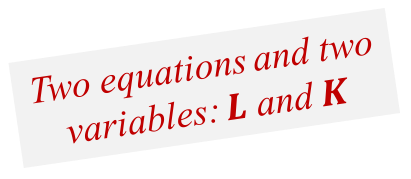 Two equations and two
variables: L and K